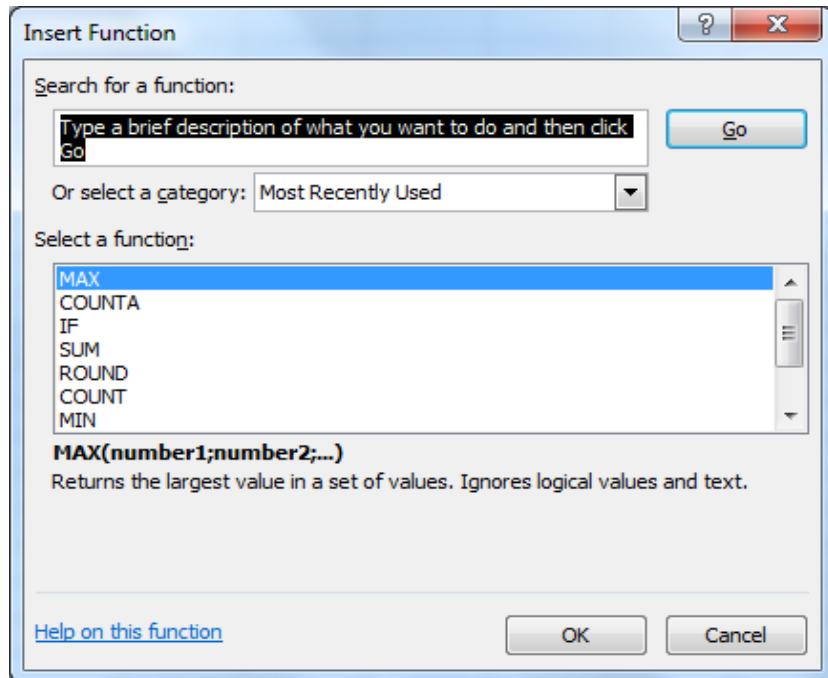 Insert Function
Search for a function:
Type a brief description of what you want to do and then click
Go
Go
Or select a category: Most Recently Used
Select a function:
MAX
COUNTA
IF
SUM
ROUND
COUNT
MIN
MAX(number1;number2;...)
Returns the largest value in a set of values. Ignores logical values and text.
Help on this function
OK
Cancel